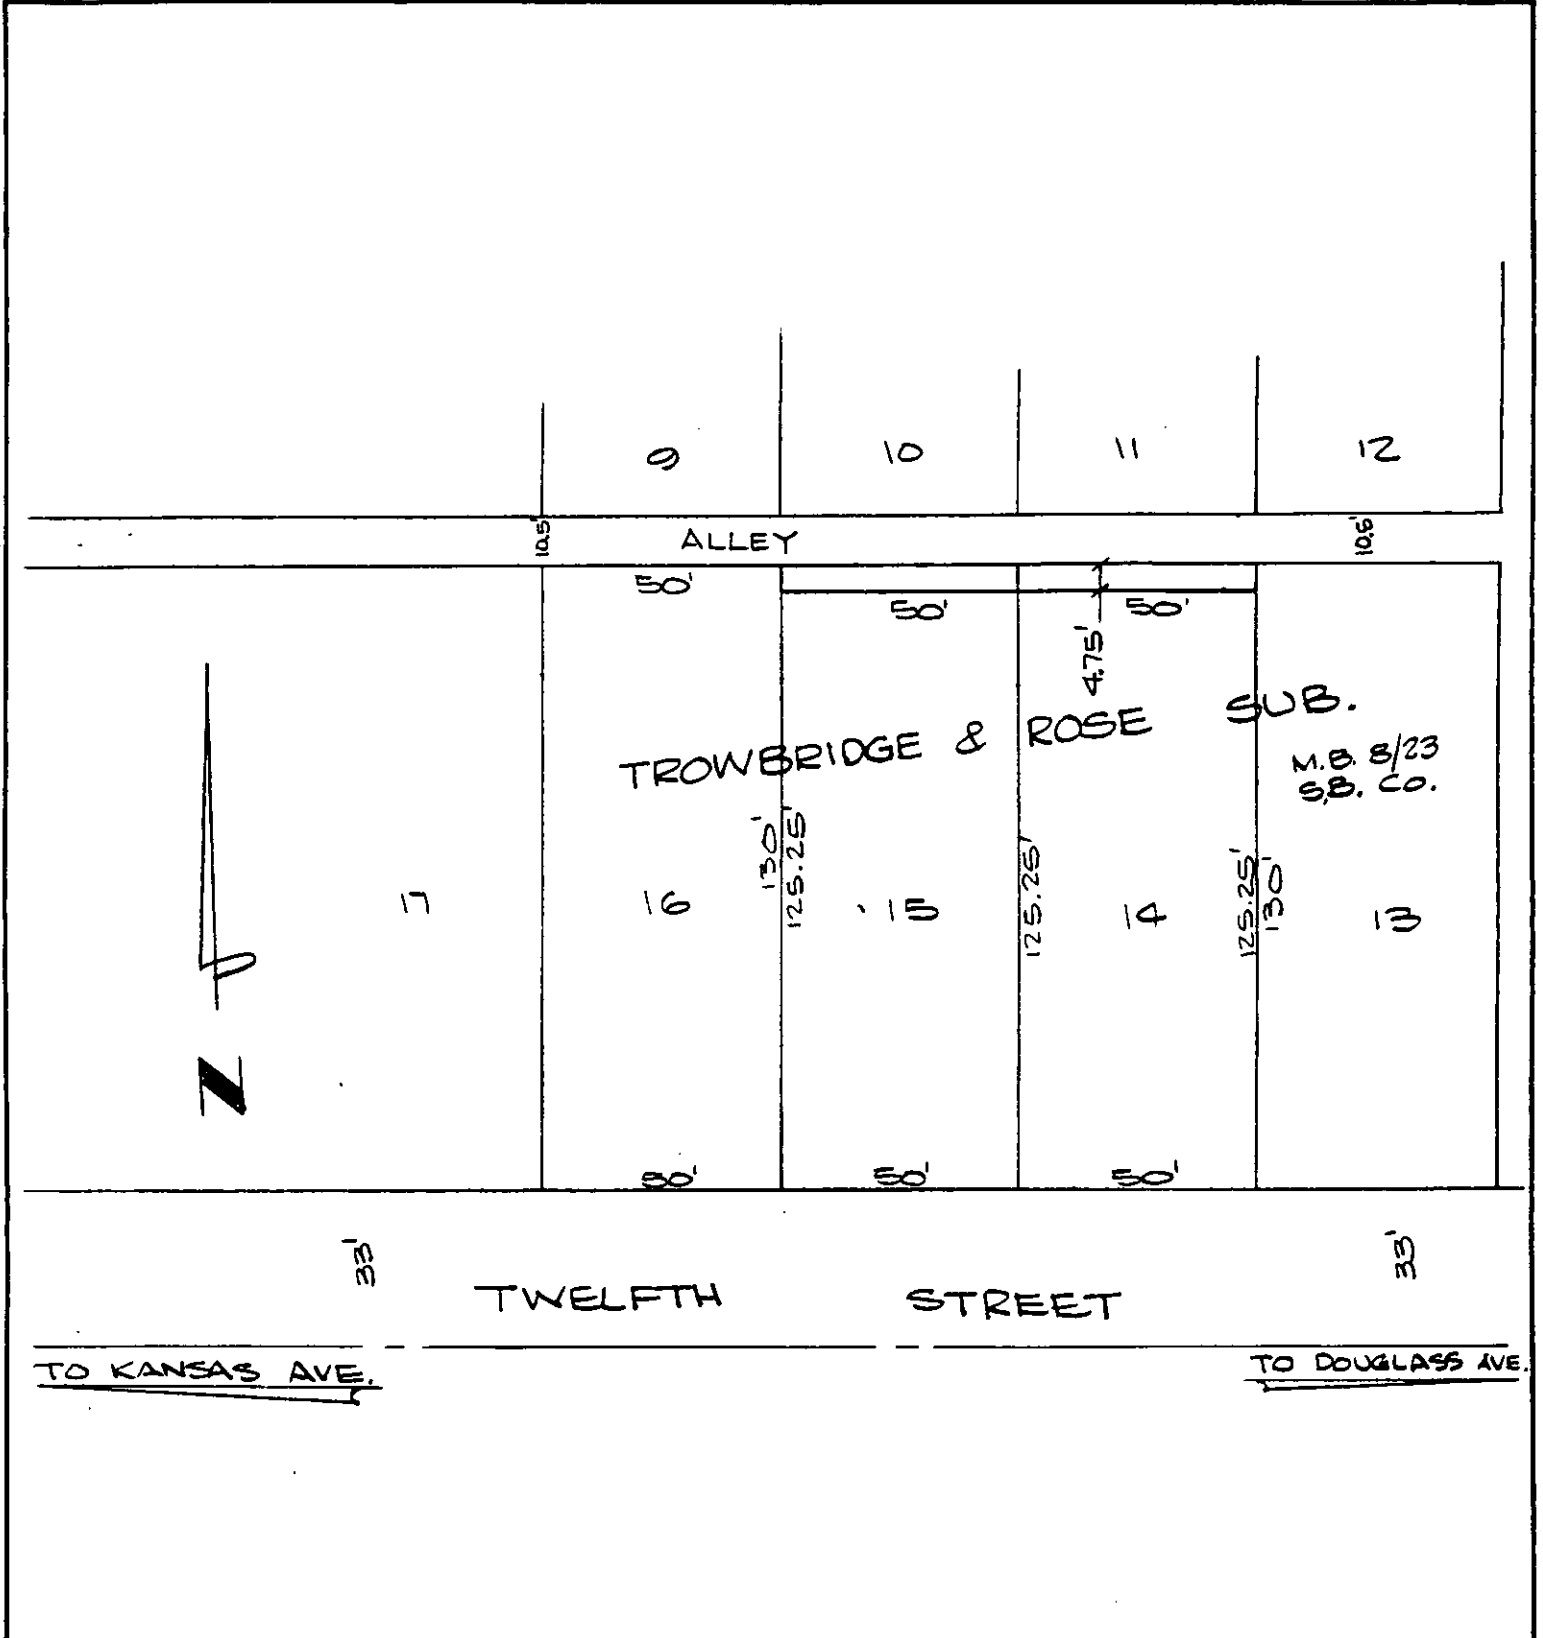 9 10 11 12
10.5' ALLEY 10.6'
50' 50' 50'
4.75'
TROWBRIDGE & ROSE SUB.
M.B. 8/23
S.B. CO.
130'
125.25' 125.25' 125.25'
130'
17 16 15 14 13
N
50' 50' 50'
33' 33'
TWELFTH STREET
TO KANSAS AVE. TO DOUGLASS AVE.